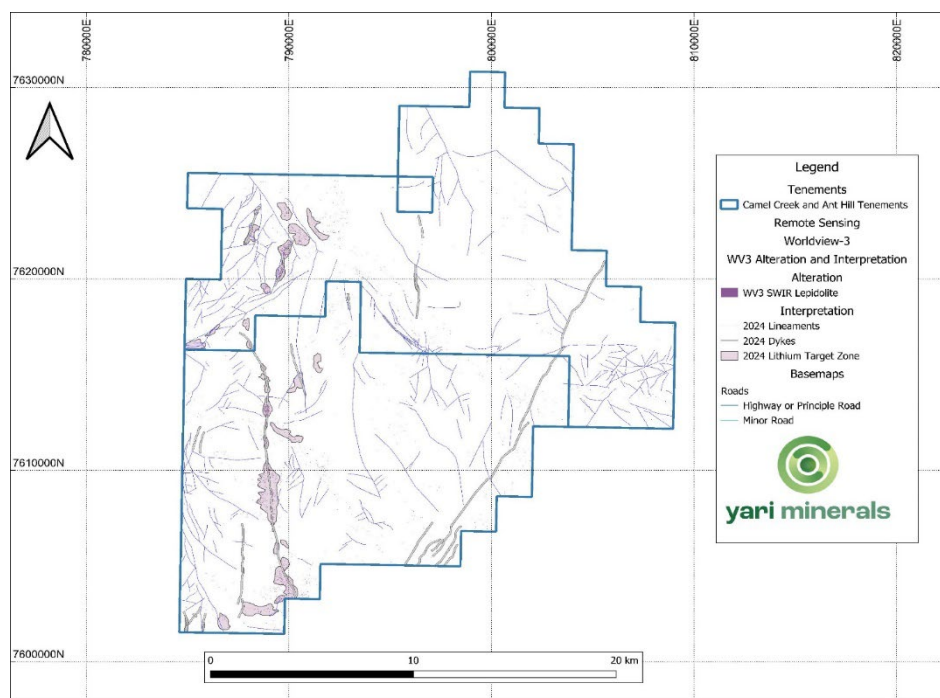 780000E
790000E
800000E
810000E
820000E
7630000N
7620000N
7610000N
7600000N
Legend
Tenements
Camel Creek and Ant Hill Tenements
Remote Sensing
Worldview-3
WV3 Alteration and Interpretation
Alteration
WV3 SWIR Lepidolite
Interpretation
2024 Lineaments
2024 Dykes
2024 Lithium Target Zone
Basemaps
Roads
Highway or Principle Road
Minor Road
yari minerals
0 10 20 km